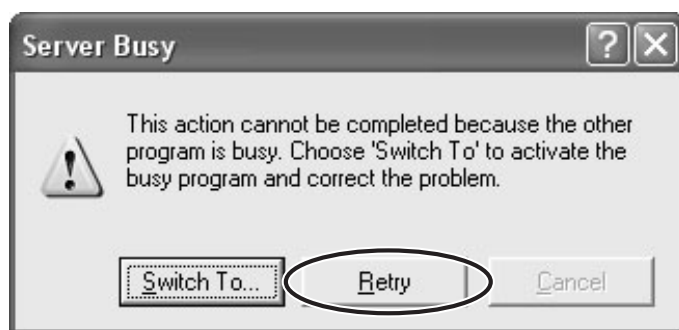 Server Busy
This action cannot be completed because the other
program is busy. Choose 'Switch To' to activate the
busy program and correct the problem.
Switch To... Retry Cancel